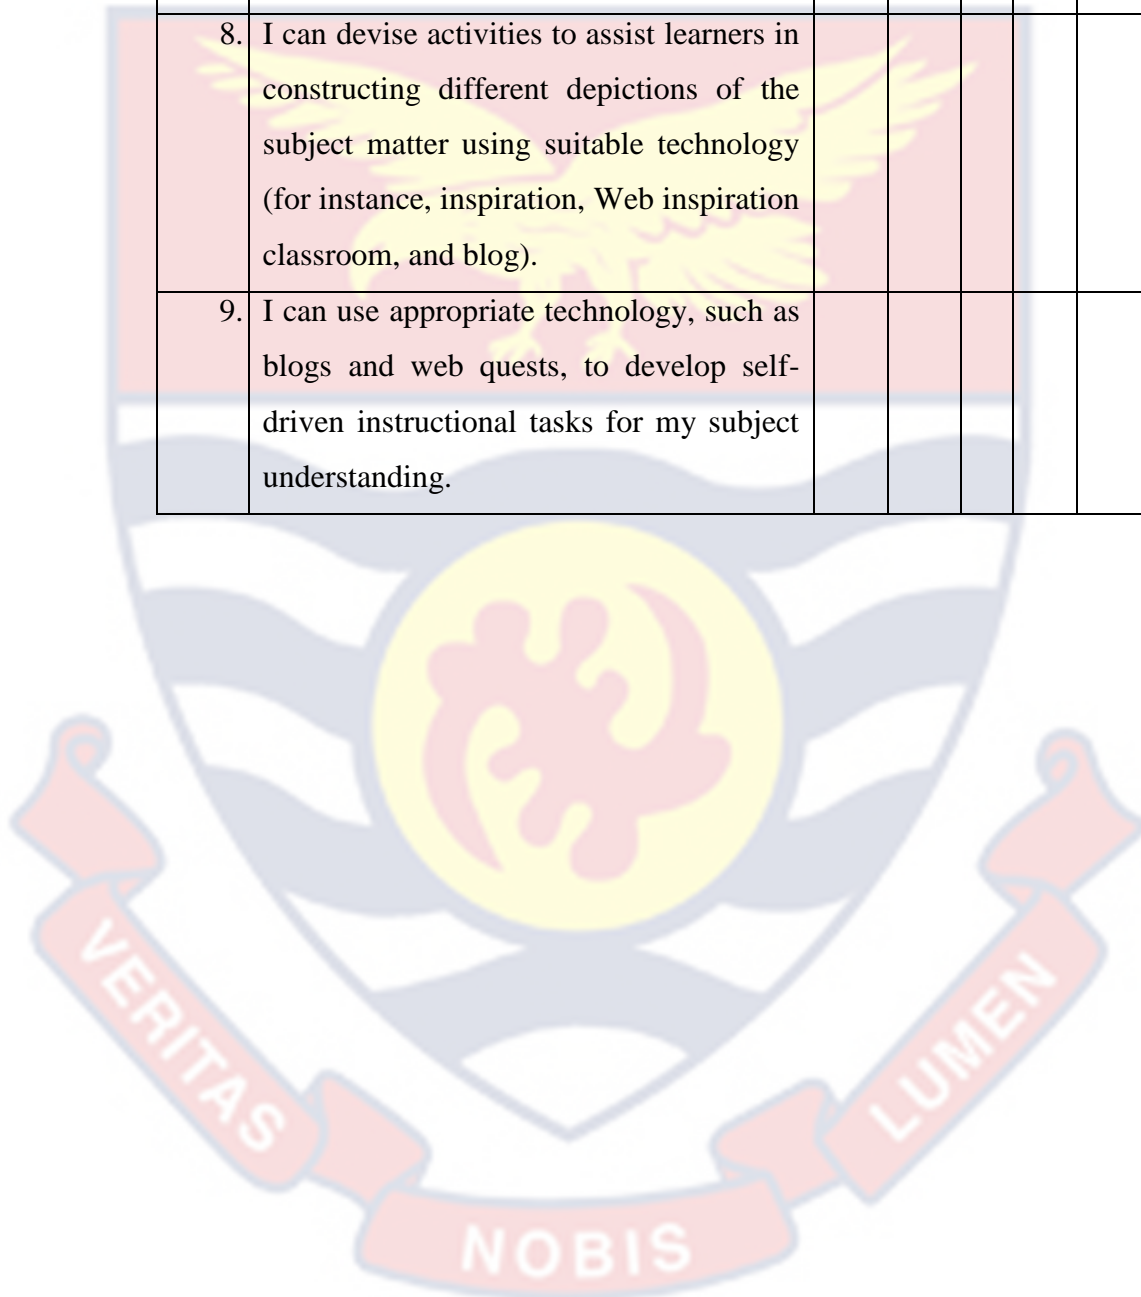 8. I can devise activities to assist learners in
constructing different depictions of the
subject matter using suitable technology
(for instance, inspiration, Web inspiration
classroom, and blog).
9. I can use appropriate technology, such as
blogs and web quests, to develop self-
driven instructional tasks for my subject
understanding.
VERITAS
NOBIS
LUMEN